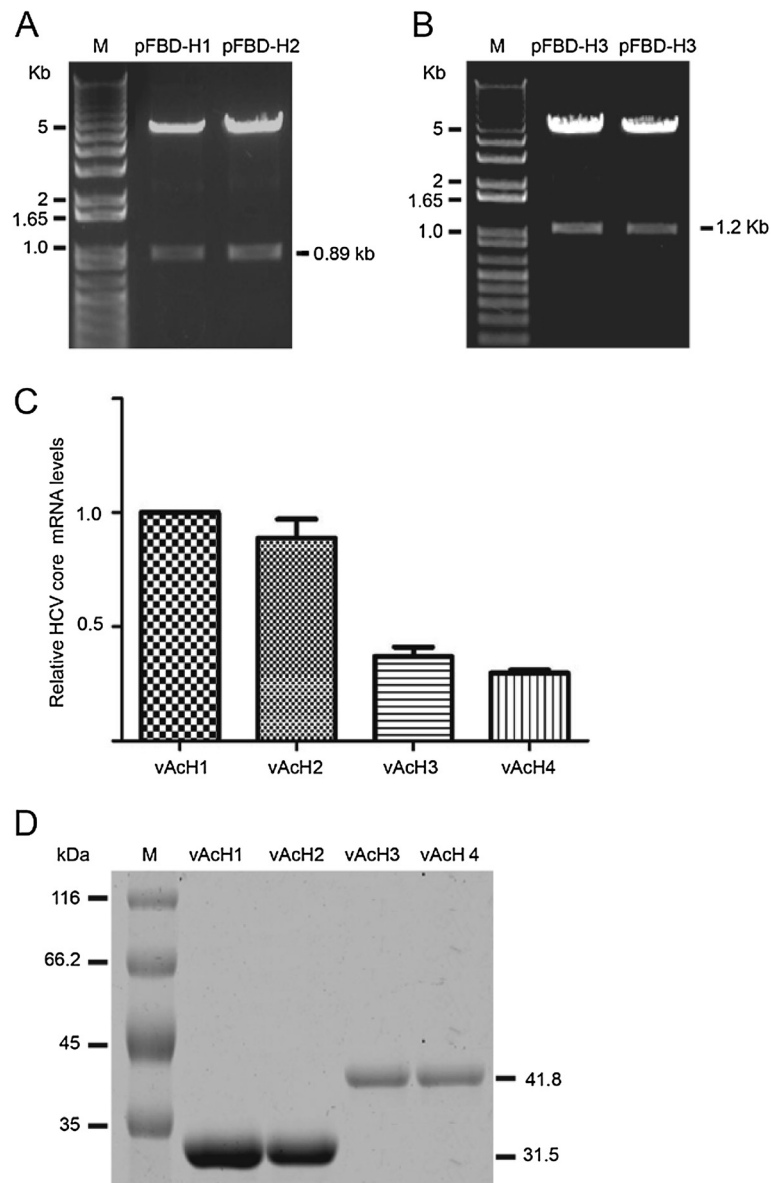 A
M pFBD-H1 pFBD-H2
Kb
5
2
1.65
1.0
0.89 kb
B
M pFBD-H3 pFBD-H3
Kb
5
2
1.65
1.0
1.2 Kb
C
Relative HCV core mRNA levels
1.0
0.5
vAcH1 vAcH2 vAcH3 vAcH4
D
kDa M vAcH1 vAcH2 vAcH3 vAcH 4
116
66.2
45
35
41.8
31.5